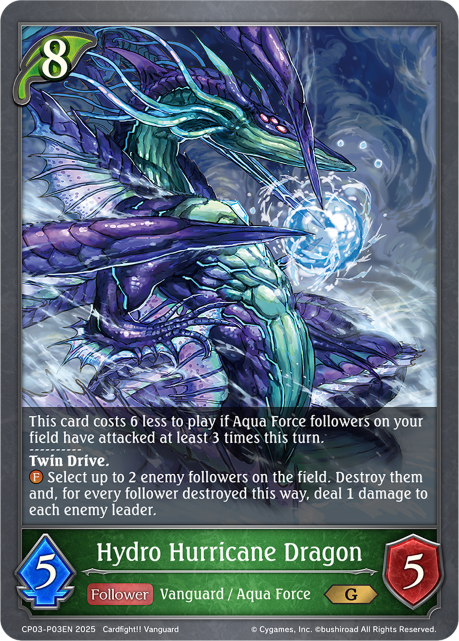 8
This card costs 6 less to play if Aqua Force followers on your
field have attacked at least 3 times this turn.
----------
Twin Drive.
F Select up to 2 enemy followers on the field. Destroy them
and, for every follower destroyed this way, deal 1 damage to
each enemy leader.
Hydro Hurricane Dragon
5
Follower Vanguard / Aqua Force G
5
CP03-P03EN 2025 Cardfight!! Vanguard © Cygames, Inc. ©bushiroad All Rights Reserved.